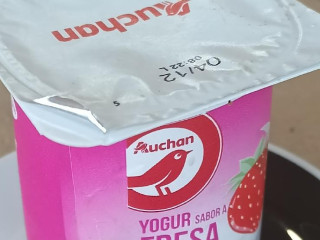 Auchan
04/12
08:22 L
Auchan
YOGUR SABOR A
FRESA